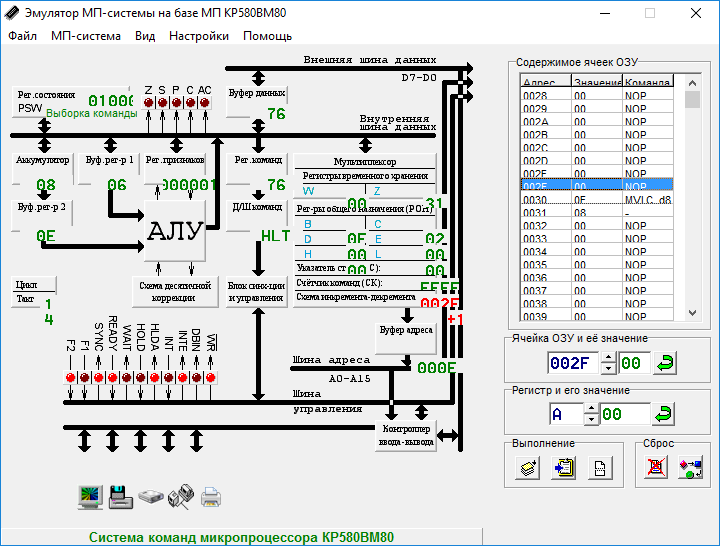 Эмулятор МП-системы на базе МП КР580ВМ80
Файл МП-система Вид Настройки Помощь
Внешняя шина данных
D7-D0
Рег.состояния
PSW
01000
Выборка команды
Z S P C AC
Буфер данных
76
Внутренняя
шина данных
Аккумулятор
08
Буф.рег-р 1
06
Рег.признаков
000001
Рег.команд
76
Мультиплексор
Регистры временного хранения
W Z
00 31
Буф.рег-р 2
0E
АЛУ
Д/Ш команд
HLT
Рег-ры общего назначения (РОН)
B C
D 0E E 02
H 00 L 00
Счётчик команд (СК):
FFFF
Схема инкремента-декремента
002F
+1
Цикл
Такт
1
4
Схема десятичной
коррекции
Блок синх-ции
и управления
Буфер адреса
000E
F2 F1 SYNC READY WAIT HOLD HLDA INT INTE DBIN WR
Шина адреса
A0-A15
Шина
управления
Контроллер
ввода-вывода
Содержимое ячеек ОЗУ
Адрес Значение Команда
0028 00 NOP
0029 00 NOP
002A 00 NOP
002B 00 NOP
002C 00 NOP
002D 00 NOP
002E 00 NOP
002F 00 NOP
0030 0E MVI C, d8
0031 08 -
0032 00 NOP
0033 00 NOP
0034 00 NOP
0035 00 NOP
0036 00 NOP
0037 00 NOP
0038 00 NOP
0039 00 NOP
Ячейка ОЗУ и её значение
002F 00
Регистр и его значение
A 00
Выполнение
Сброс
Система команд микропроцессора КР580ВМ80